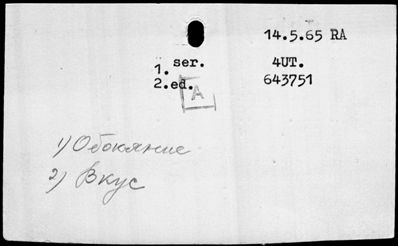 14.5.65 RA
1. ser. 4UT.
2.ed. 643751
A
1) Обоняние
2) Вкус